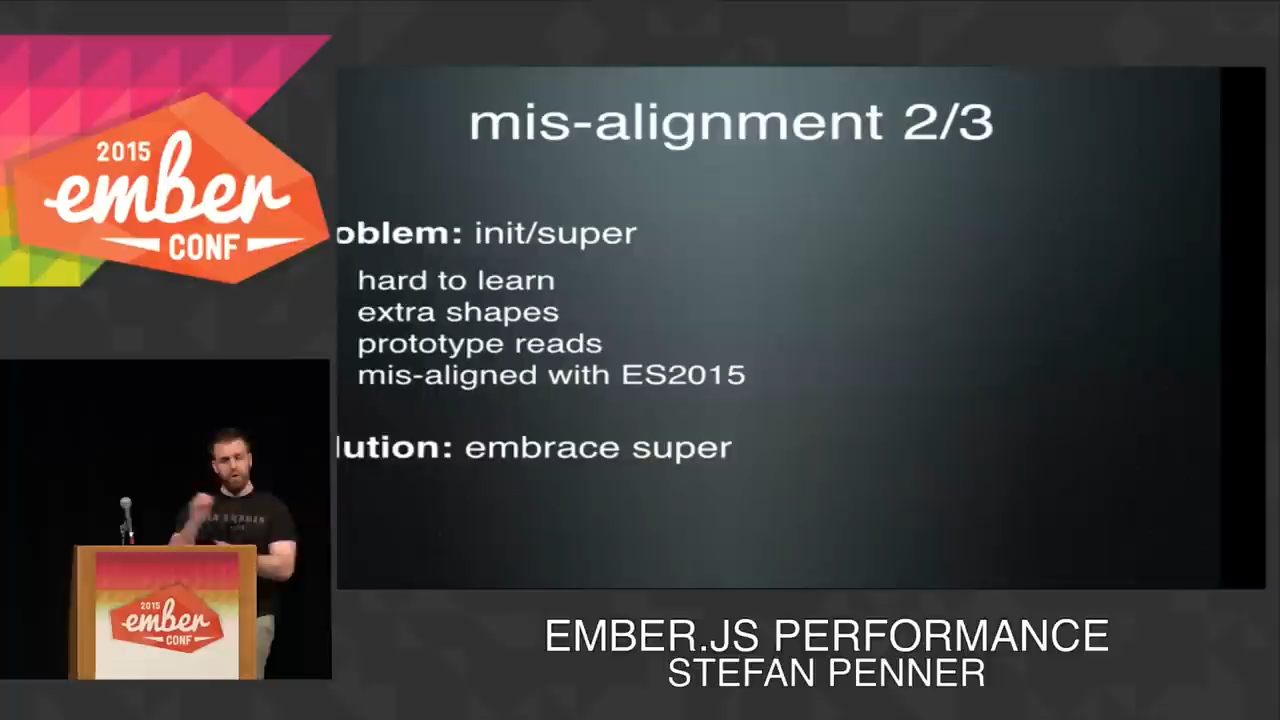 2015
ember
CONF
mis-alignment 2/3
oblem: init/super
hard to learn
extra shapes
prototype reads
mis-aligned with ES2015
lution: embrace super
2015
ember
CONF
EMBER.JS PERFORMANCE
STEFAN PENNER